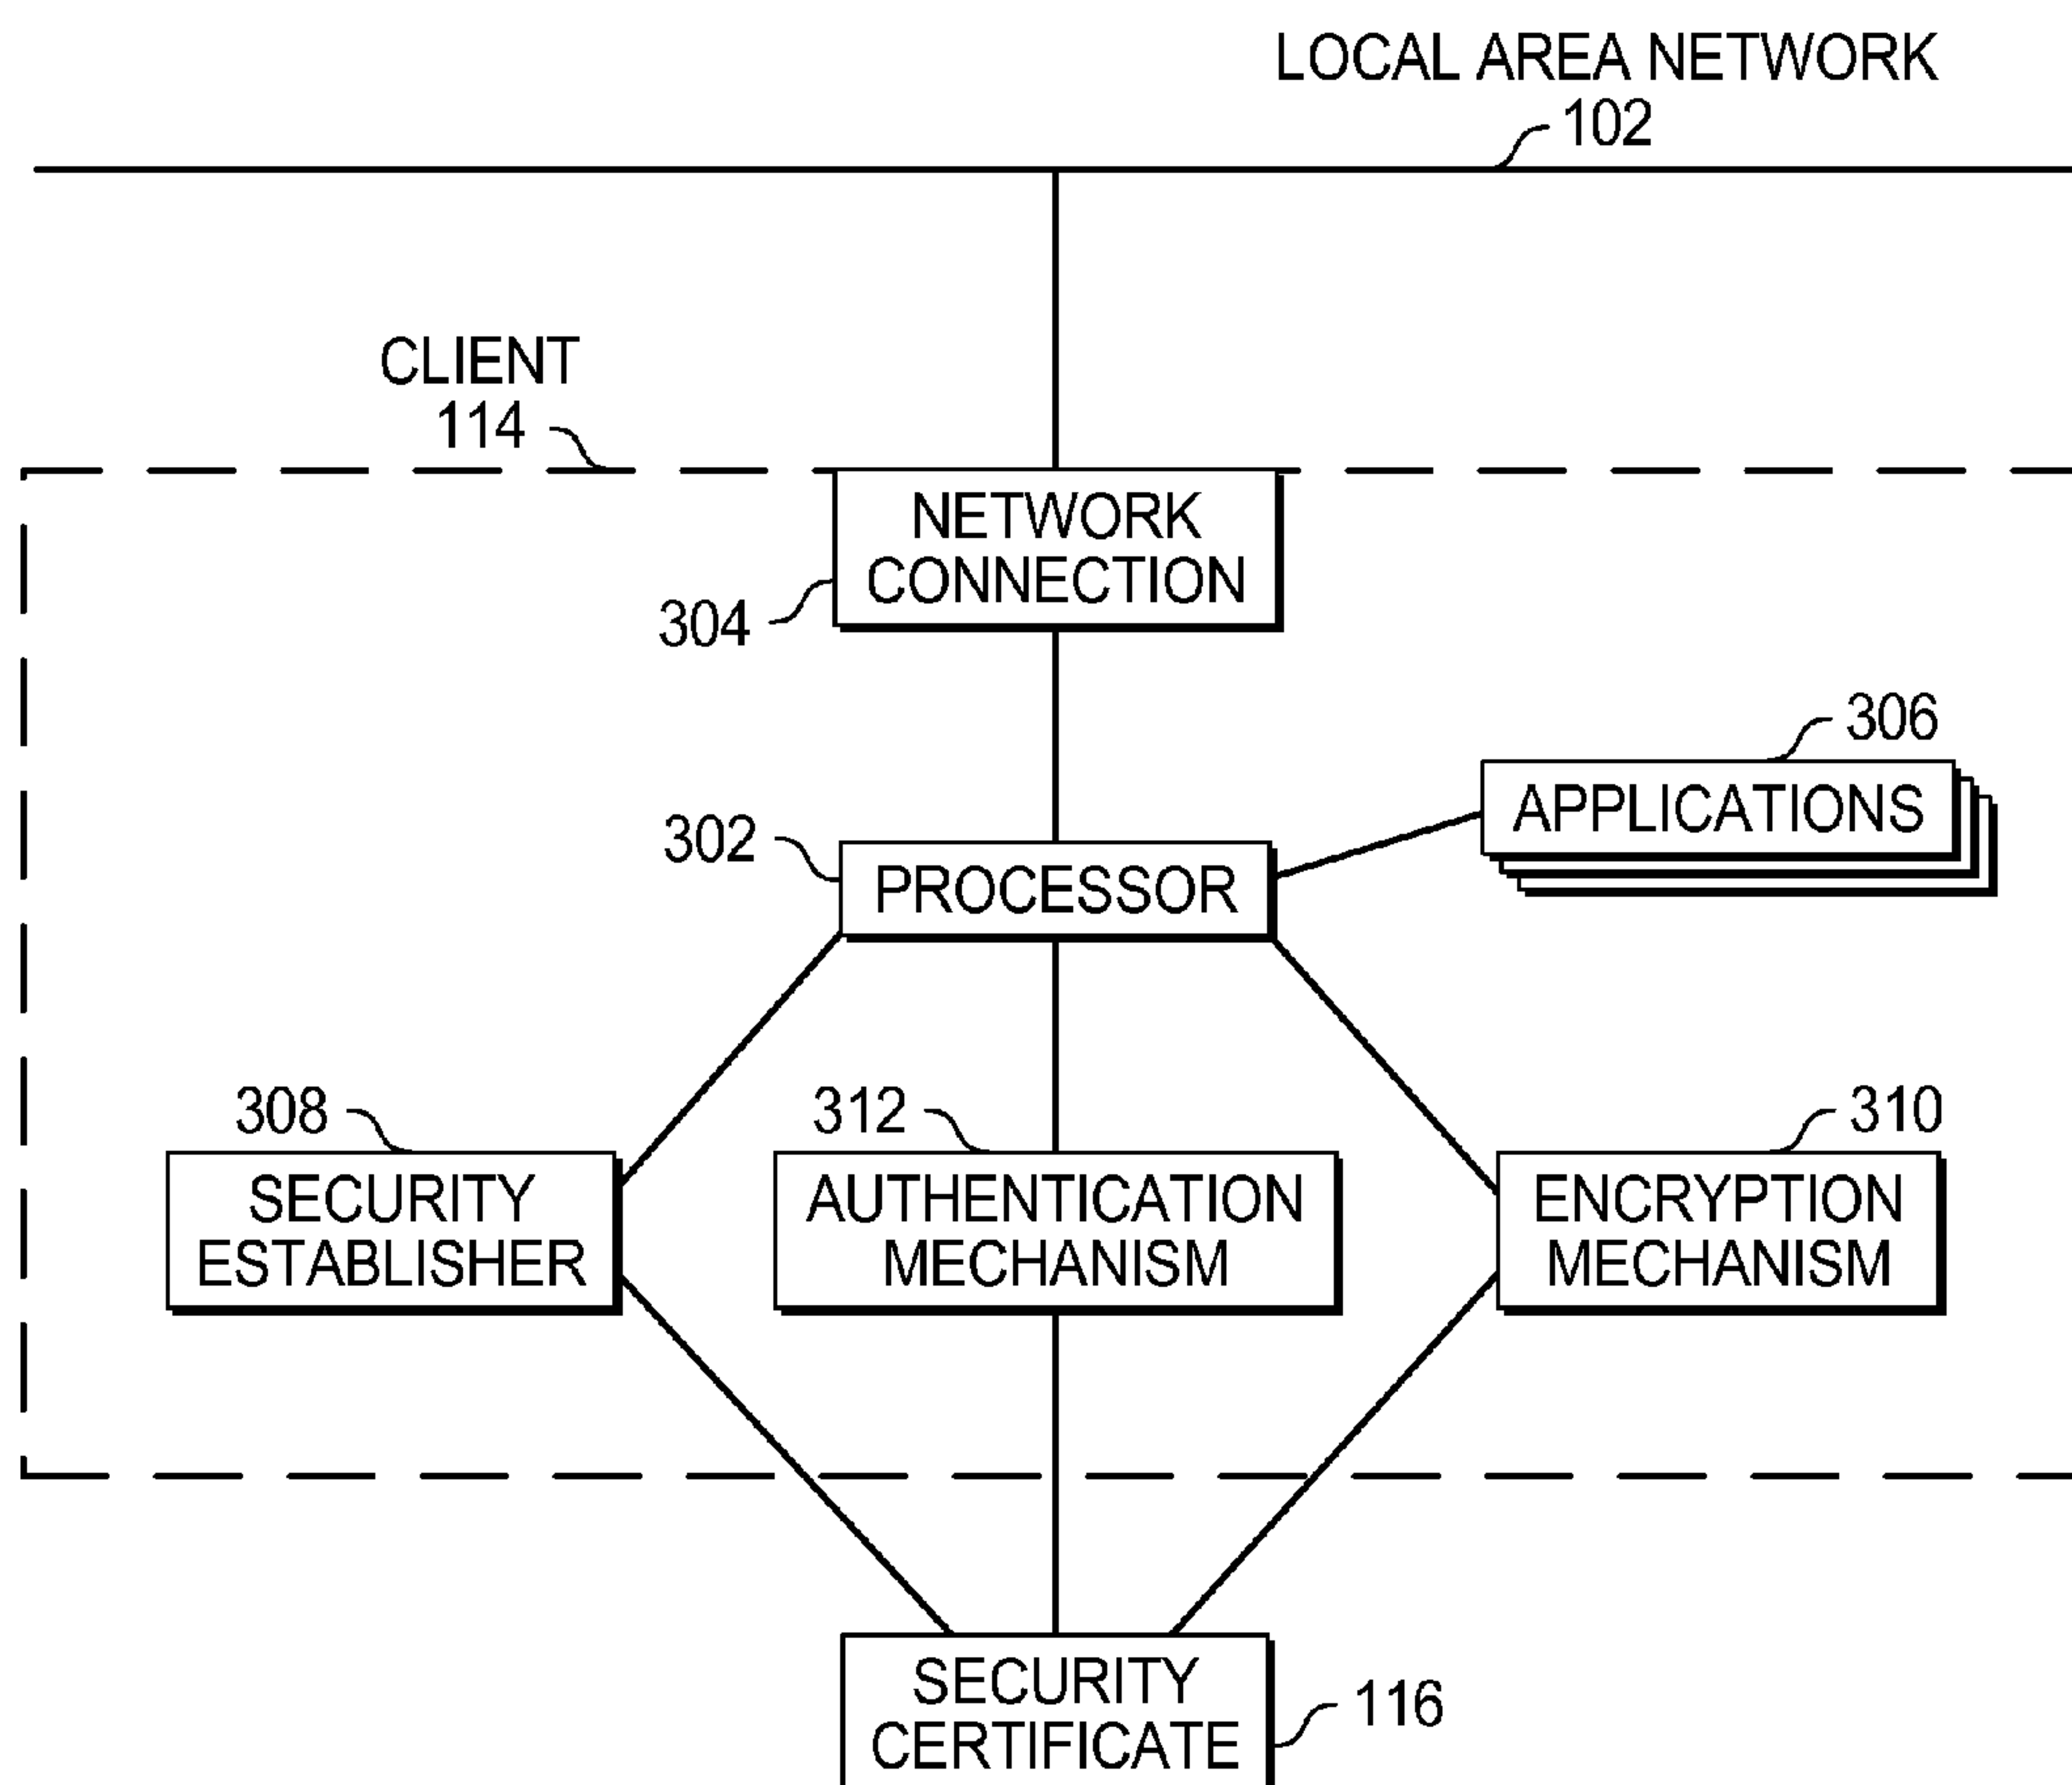 LOCAL AREA NETWORK
102
CLIENT
114
NETWORK
CONNECTION
304
306
APPLICATIONS
302
PROCESSOR
308
312
310
SECURITY
ESTABLISHER
AUTHENTICATION
MECHANISM
ENCRYPTION
MECHANISM
SECURITY
CERTIFICATE
116